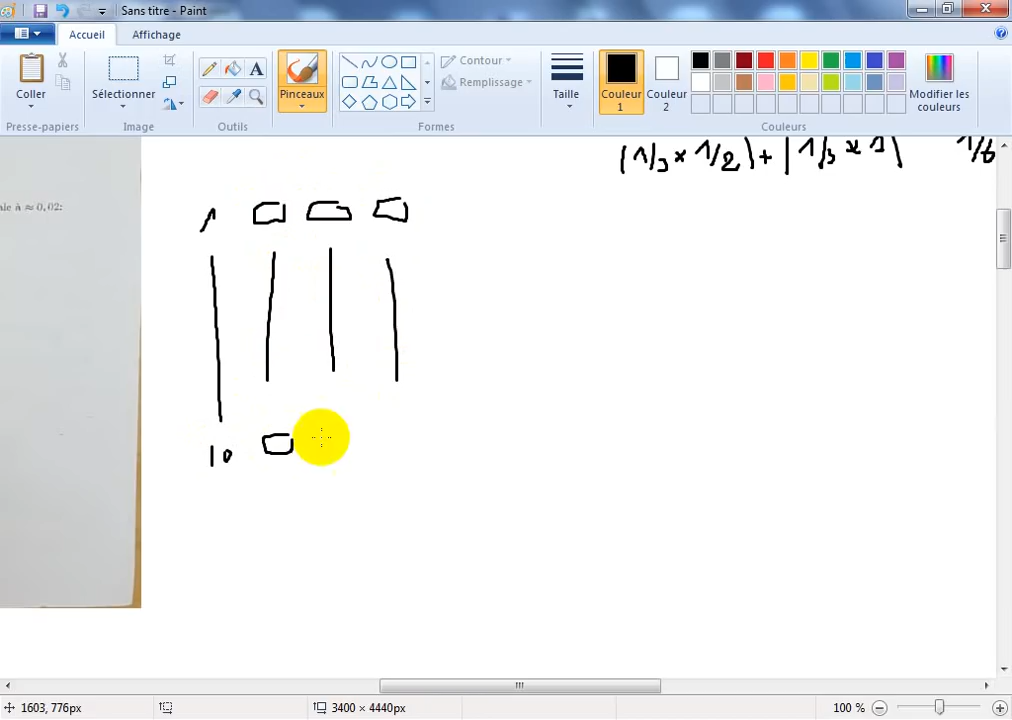 Sans titre - Paint
Accueil Affichage
Coller Sélectionner Pinceaux Contour Remplissage Taille Couleur 1 Couleur 2 Modifier les couleurs
Presse-papiers Image Outils Formes Couleurs
(1/3 × 1/2) + (1/3 × 1) 1/6
ale à ≈ 0,02:
1
10
1603, 776px 3400 × 4440px 100 %